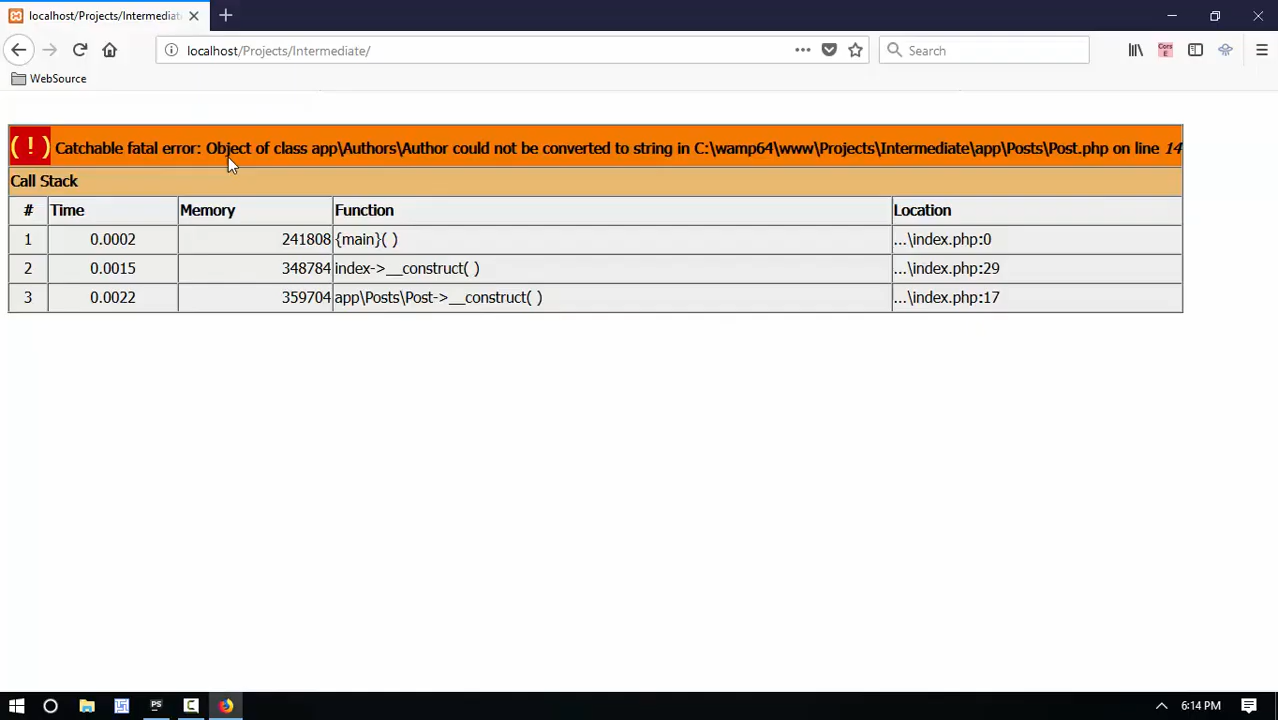 localhost/Projects/Intermediate
localhost/Projects/Intermediate/
Search
Cors
E
WebSource
( ! ) Catchable fatal error: Object of class app\Authors\Author could not be converted to string in C:\wamp64\www\Projects\Intermediate\app\Posts\Post.php on line 14
Call Stack
# Time Memory Function Location
1 0.0002 241808 {main}( ) ...\index.php:0
2 0.0015 348784 index->__construct( ) ...\index.php:29
3 0.0022 359704 app\Posts\Post->__construct( ) ...\index.php:17
PS C 6:14 PM